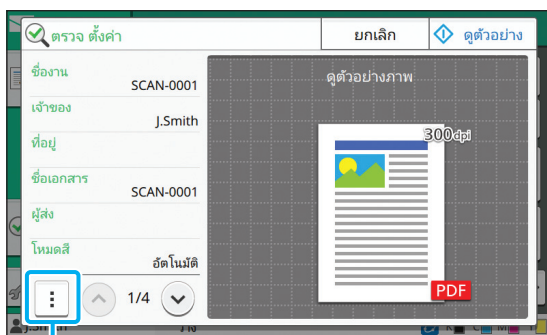 ตรวจ ตั้งค่า
ยกเลิก
ดูตัวอย่าง
ชื่องาน
SCAN-0001
เจ้าของ
J.Smith
ที่อยู่
ชื่อเอกสาร
SCAN-0001
ผู้ส่ง
โหมดสี
อัตโนมัติ
1/4
ดูตัวอย่างภาพ
300dpi
PDF